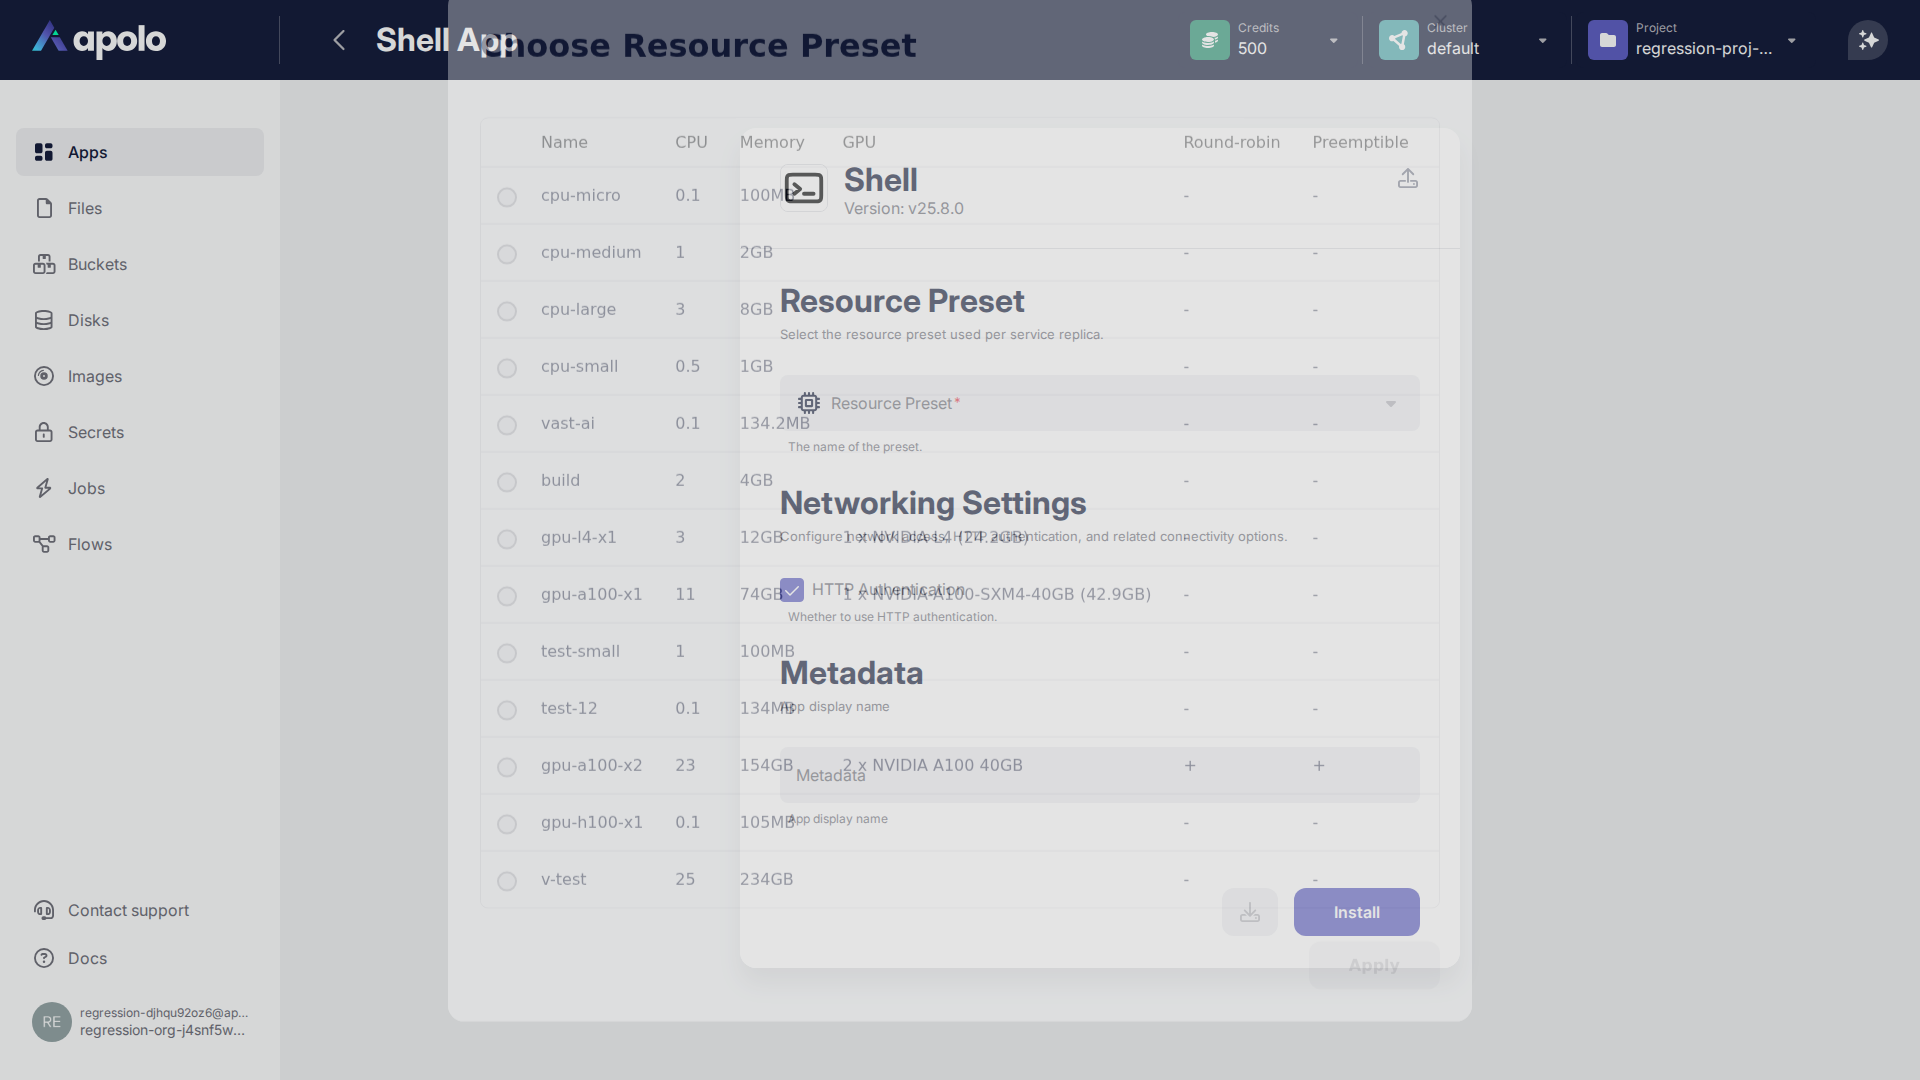 apolo
Shell App
Choose Resource Preset
Credits
500
Cluster
default
Project
regression-proj-...
Apps
Files
Buckets
Disks
Images
Secrets
Jobs
Flows
Contact support
Docs
RE
regression-djhqu92oz6@ap...
regression-org-j4snf5w...
Name CPU Memory GPU Round-robin Preemptible
cpu-micro 0.1 100MB - -
cpu-medium 1 2GB - -
cpu-large 3 8GB - -
cpu-small 0.5 1GB - -
vast-ai 0.1 134.2MB - -
build 2 4GB - -
gpu-l4-x1 3 12GB 1 x NVIDIA-L4 (24.2GB) - -
gpu-a100-x1 11 74GB 1 x NVIDIA-A100-SXM4-40GB (42.9GB) - -
test-small 1 100MB - -
test-12 0.1 134MB - -
gpu-a100-x2 23 154GB 2 x NVIDIA A100 40GB + +
gpu-h100-x1 0.1 105MB - -
v-test 25 234GB - -
Apply
Shell
Version: v25.8.0
Resource Preset
Select the resource preset used per service replica.
Resource Preset*
The name of the preset.
Networking Settings
Configure network access, HTTP authentication, and related connectivity options.
HTTP Authentication
Whether to use HTTP authentication.
Metadata
App display name
Metadata
App display name
Install